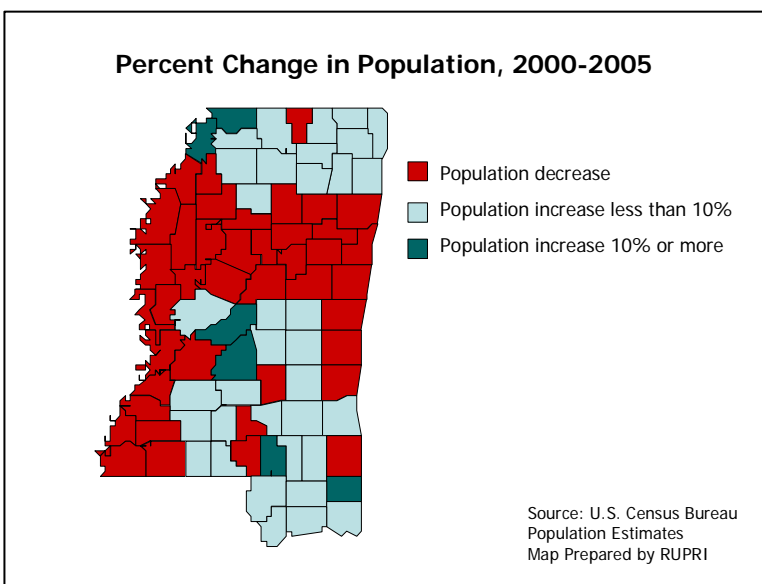 Percent Change in Population, 2000-2005
Population decrease
Population increase less than 10%
Population increase 10% or more
Source: U.S. Census Bureau
Population Estimates
Map Prepared by RUPRI